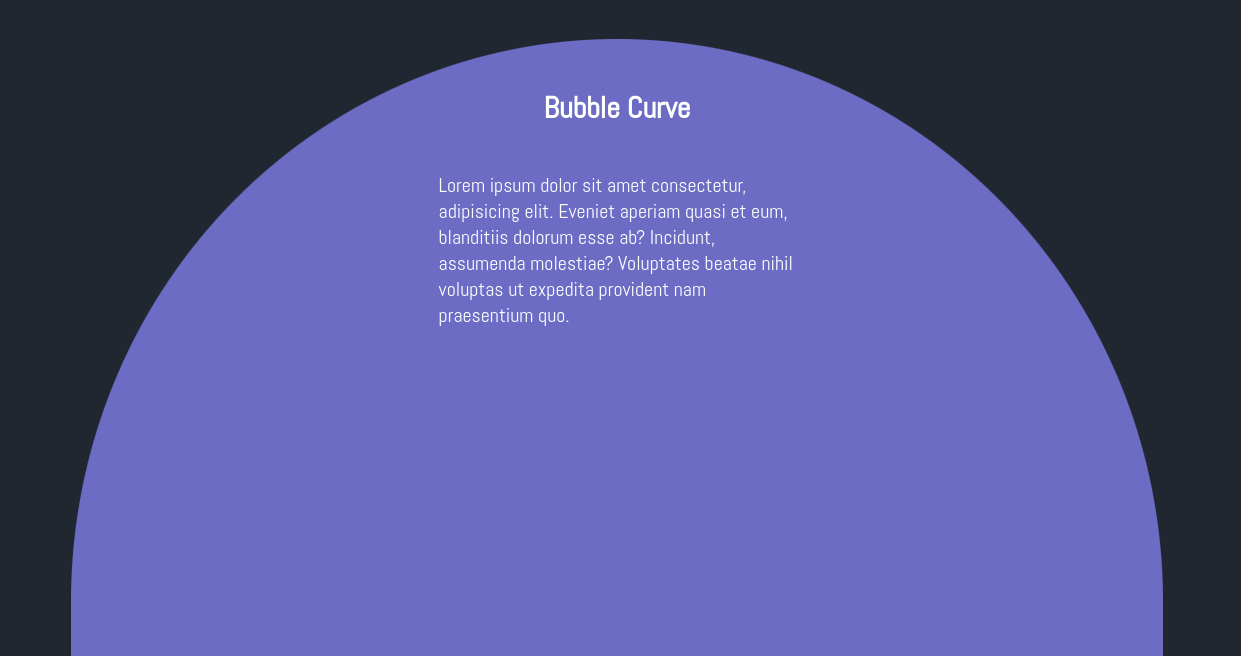 Bubble Curve
Lorem ipsum dolor sit amet consectetur,
adipisicing elit. Eveniet aperiam quasi et eum,
blanditiis dolorum esse ab? Incidunt,
assumenda molestiae? Voluptates beatae nihil
voluptas ut expedita provident nam
praesentium quo.